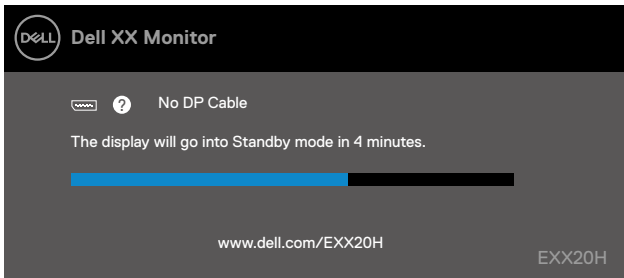 DELL Dell XX Monitor
? No DP Cable
The display will go into Standby mode in 4 minutes.
www.dell.com/EXX20H
EXX20H